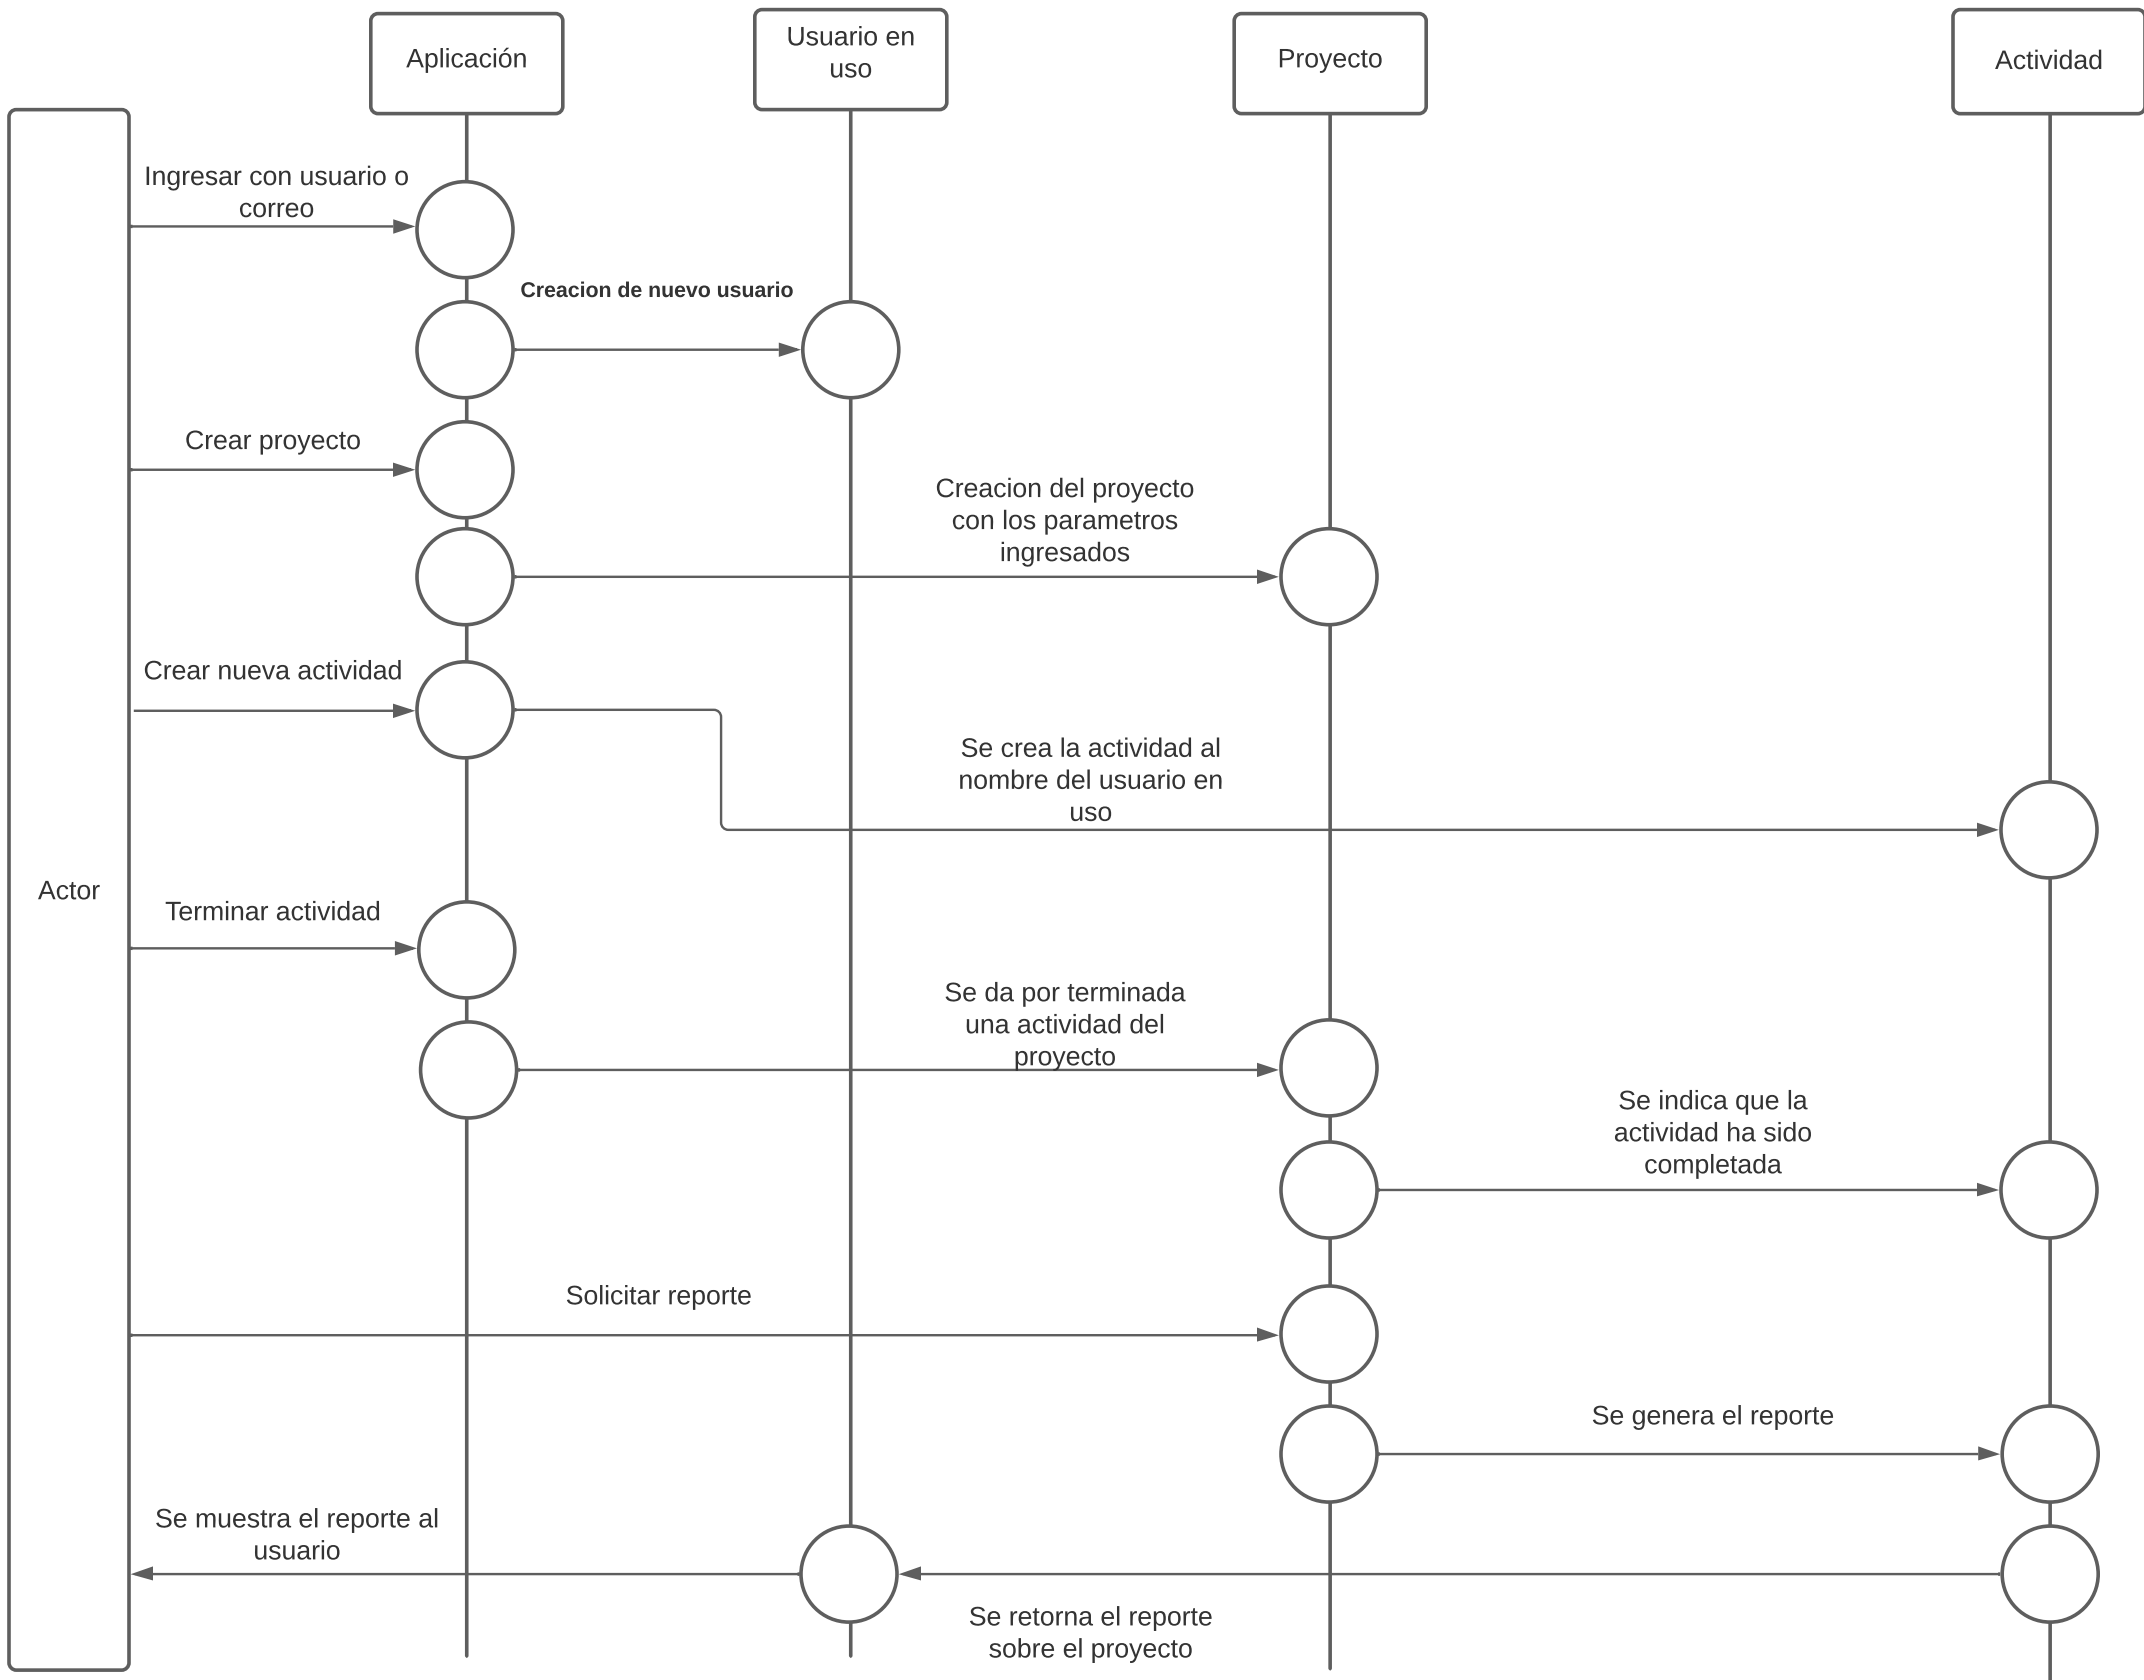 Aplicación
Usuario en
uso
Proyecto
Actividad
Ingresar con usuario o
correo
Creacion de nuevo usuario
Crear proyecto
Creacion del proyecto
con los parametros
ingresados
Crear nueva actividad
Se crea la actividad al
nombre del usuario en
uso
Actor
Terminar actividad
Se da por terminada
una actividad del
proyecto
Se indica que la
actividad ha sido
completada
Solicitar reporte
Se genera el reporte
Se muestra el reporte al
usuario
Se retorna el reporte
sobre el proyecto